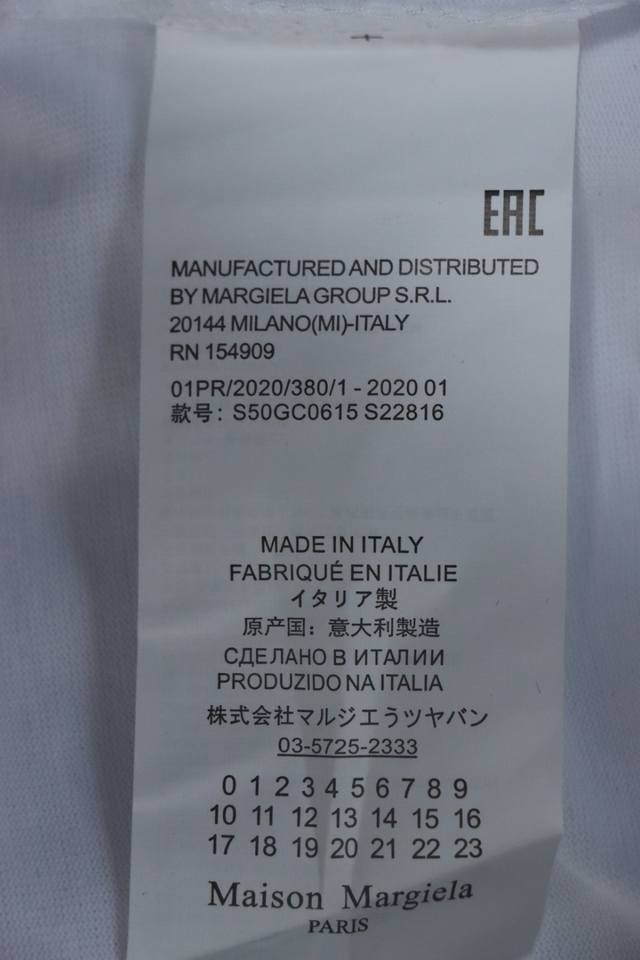 EAC
MANUFACTURED AND DISTRIBUTED
BY MARGIELA GROUP S.R.L.
20144 MILANO(MI)-ITALY
RN 154909
01PR/2020/380/1 - 2020 01
款号: S50GC0615 S22816
MADE IN ITALY
FABRIQUÉ EN ITALIE
イタリア製
原产国: 意大利製造
СДЕЛАНО В ИТАЛИИ
PRODUZIDO NA ITALIA
株式会社マルジエうツヤバン
03-5725-2333
0 1 2 3 4 5 6 7 8 9
10 11 12 13 14 15 16
17 18 19 20 21 22 23
Maison Margiela
PARIS